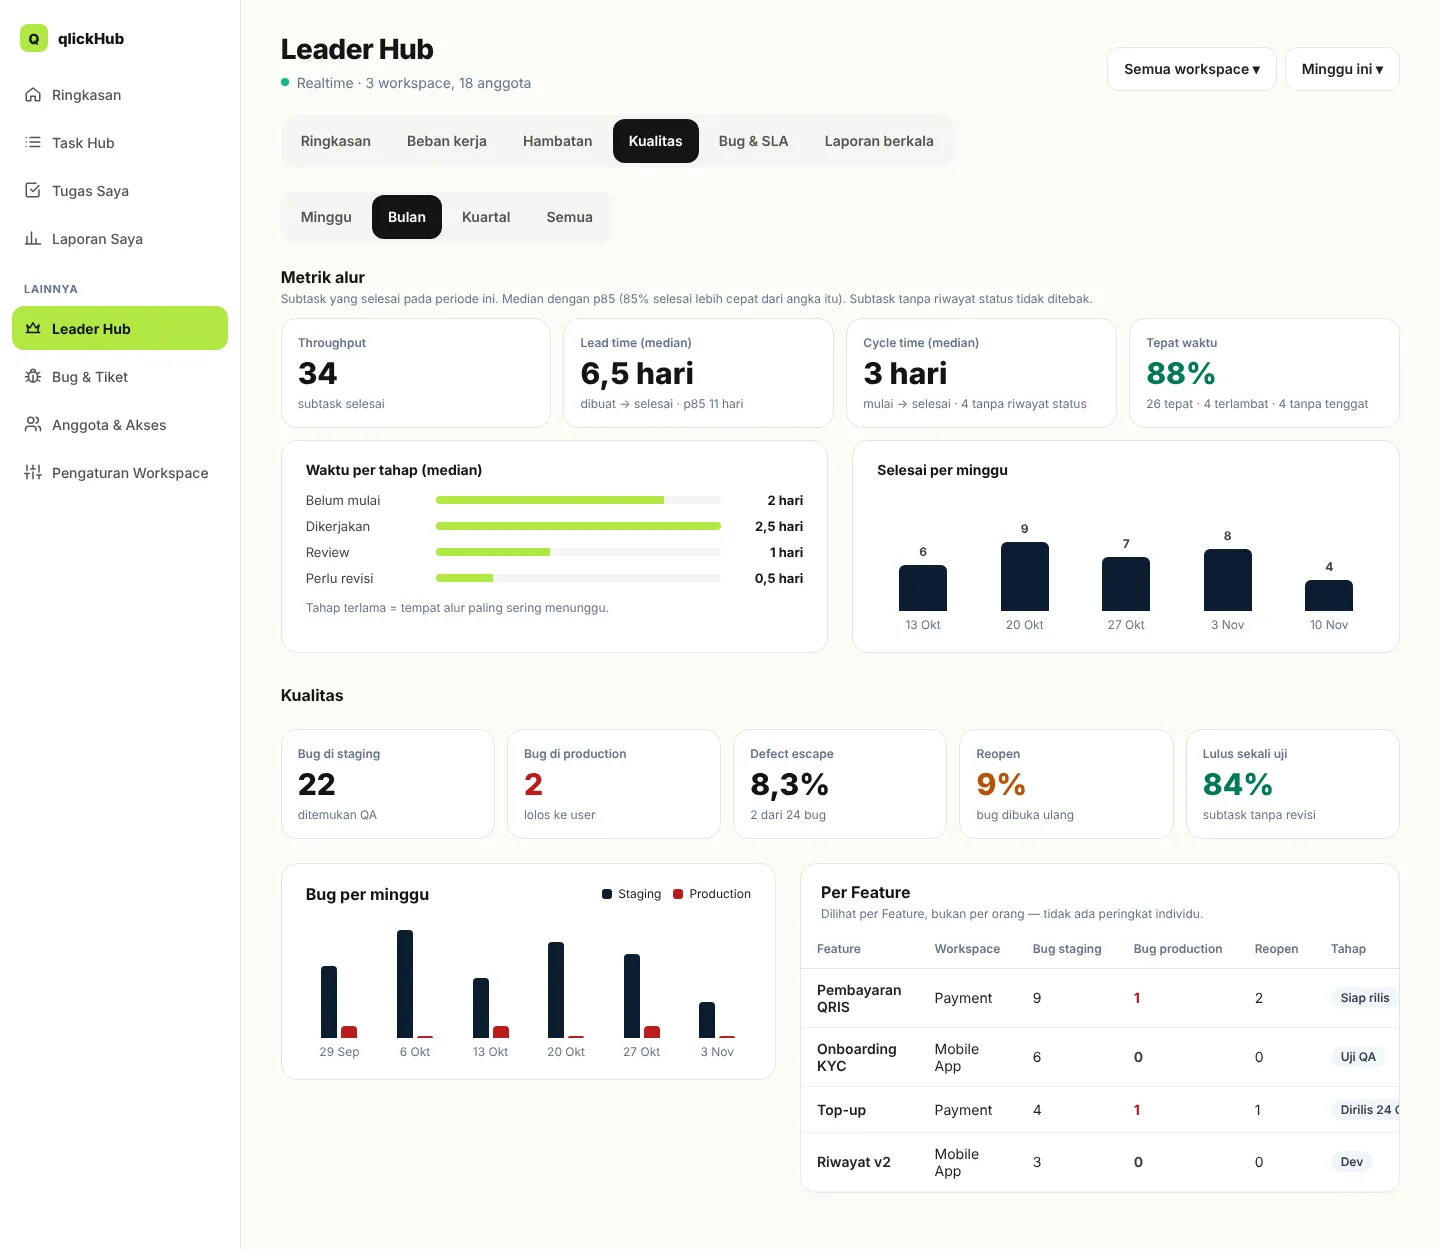 Q qlickHub
Ringkasan
Task Hub
Tugas Saya
Laporan Saya
LAINNYA
Leader Hub
Bug & Tiket
Anggota & Akses
Pengaturan Workspace
Leader Hub
Realtime · 3 workspace, 18 anggota
Semua workspace ▾
Minggu ini ▾
Ringkasan Beban kerja Hambatan Kualitas Bug & SLA Laporan berkala
Minggu Bulan Kuartal Semua
Metrik alur
Subtask yang selesai pada periode ini. Median dengan p85 (85% selesai lebih cepat dari angka itu). Subtask tanpa riwayat status tidak ditebak.
Throughput
34
subtask selesai
Lead time (median)
6,5 hari
dibuat → selesai · p85 11 hari
Cycle time (median)
3 hari
mulai → selesai · 4 tanpa riwayat status
Tepat waktu
88%
26 tepat · 4 terlambat · 4 tanpa tenggat
Waktu per tahap (median)
Belum mulai 2 hari
Dikerjakan 2,5 hari
Review 1 hari
Perlu revisi 0,5 hari
Tahap terlama = tempat alur paling sering menunggu.
Selesai per minggu
6 9 7 8 4
13 Okt 20 Okt 27 Okt 3 Nov 10 Nov
Kualitas
Bug di staging
22
ditemukan QA
Bug di production
2
lolos ke user
Defect escape
8,3%
2 dari 24 bug
Reopen
9%
bug dibuka ulang
Lulus sekali uji
84%
subtask tanpa revisi
Bug per minggu
Staging Production
29 Sep 6 Okt 13 Okt 20 Okt 27 Okt 3 Nov
Per Feature
Dilihat per Feature, bukan per orang — tidak ada peringkat individu.
Feature Workspace Bug staging Bug production Reopen Tahap
Pembayaran QRIS Payment 9 1 2 Siap rilis
Onboarding KYC Mobile App 6 0 0 Uji QA
Top-up Payment 4 1 1 Dirilis 24
Riwayat v2 Mobile App 3 0 0 Dev